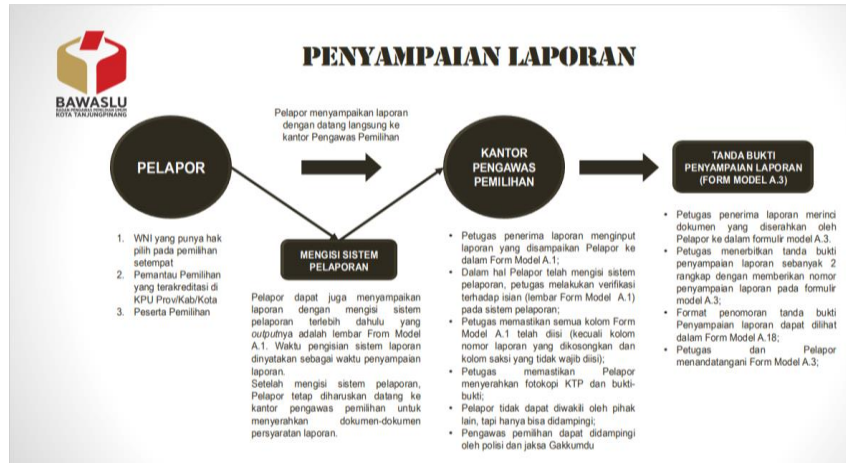 PENYAMPAIAN LAPORAN
BAWASLU
BADAN PENGAWAS PEMILIHAN UMUM
KOTA TANJUNGPINANG
Pelapor menyampaikan laporan
dengan datang langsung ke
kantor Pengawas Pemilihan
PELAPOR
1. WNI yang punya hak
pilih pada pemilihan
setempat
2. Pemantau Pemilihan
yang terakreditasi di
KPU Prov/Kab/Kota
3. Peserta Pemilihan
MENGISI SISTEM
PELAPORAN
Pelapor dapat juga menyampaikan
laporan dengan mengisi sistem
pelaporan terlebih dahulu yang
outputnya adalah lembar From Model
A.1. Waktu pengisian sistem laporan
dinyatakan sebagai waktu penyampaian
laporan.
Setelah mengisi sistem pelaporan,
Pelapor tetap diharuskan datang ke
kantor pengawas pemilihan untuk
menyerahkan dokumen-dokumen
persyaratan laporan.
KANTOR
PENGAWAS
PEMILIHAN
• Petugas penerima laporan menginput
laporan yang disampaikan Pelapor ke
dalam Form Model A.1;
• Dalam hal Pelapor telah mengisi sistem
pelaporan, petugas melakukan verifikasi
terhadap isian (lembar Form Model A.1)
pada sistem pelaporan;
• Petugas memastikan semua kolom Form
Model A.1 telah diisi (kecuali kolom
nomor laporan yang dikosongkan dan
kolom saksi yang tidak wajib diisi);
• Petugas memastikan Pelapor
menyerahkan fotokopi KTP dan bukti-
bukti;
• Pelapor tidak dapat diwakili oleh pihak
lain, tapi hanya bisa didampingi;
• Pengawas pemilihan dapat didampingi
oleh polisi dan jaksa Gakkumdu
TANDA BUKTI
PENYAMPAIAN LAPORAN
(FORM MODEL A.3)
• Petugas penerima laporan merinci
dokumen yang diserahkan oleh
Pelapor ke dalam formulir model A.3.
• Petugas menerbitkan tanda bukti
penyampaian laporan sebanyak 2
rangkap dengan memberikan nomor
penyampaian laporan pada formulir
model A.3;
• Format penomoran tanda bukti
Penyampaian laporan dapat dilihat
dalam Form Model A.18;
• Petugas dan Pelapor
menandatangani Form Model A.3;